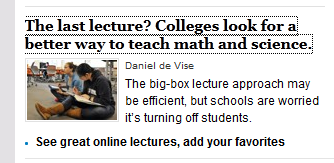 The last lecture? Colleges look for a
better way to teach math and science.
Daniel de Vise
The big-box lecture approach may
be efficient, but schools are worried
it's turning off students.
See great online lectures, add your favorites